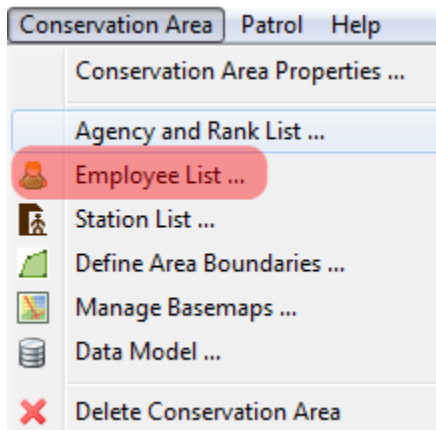 Conservation Area Patrol Help
Conservation Area Properties ...
Agency and Rank List ...
Employee List ...
Station List ...
Define Area Boundaries ...
Manage Basemaps ...
Data Model ...
Delete Conservation Area